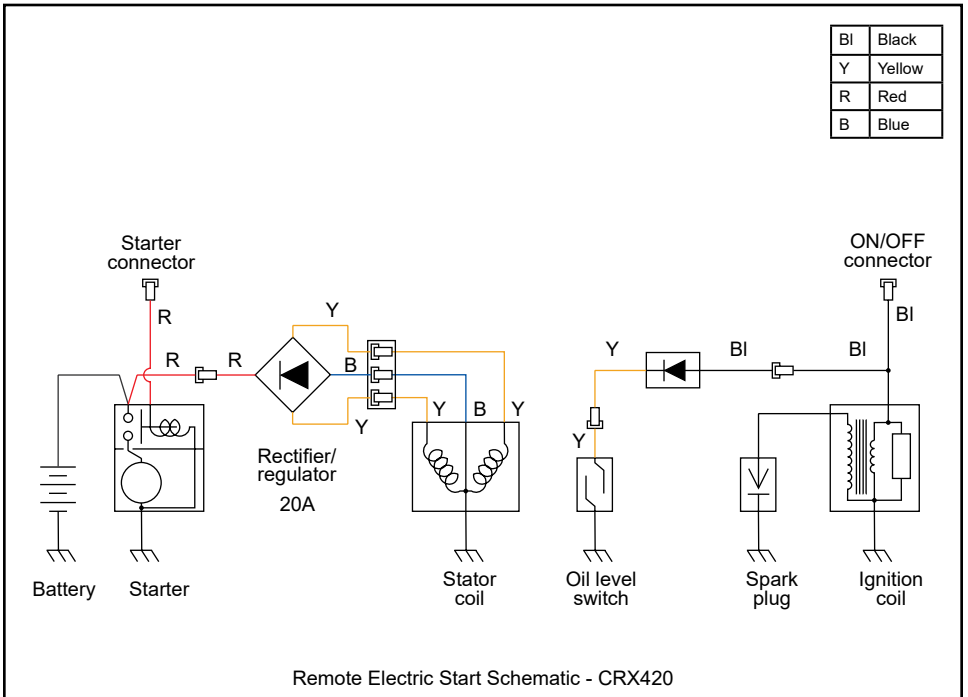 Bl Black
Y Yellow
R Red
B Blue
Starter
connector
ON/OFF
connector
R
Bl
Y
R
R
B
Y
Y
B
Y
Y
Bl
Bl
Y
Rectifier/
regulator
20A
Battery
Starter
Stator
coil
Oil level
switch
Spark
plug
Ignition
coil
Remote Electric Start Schematic - CRX420